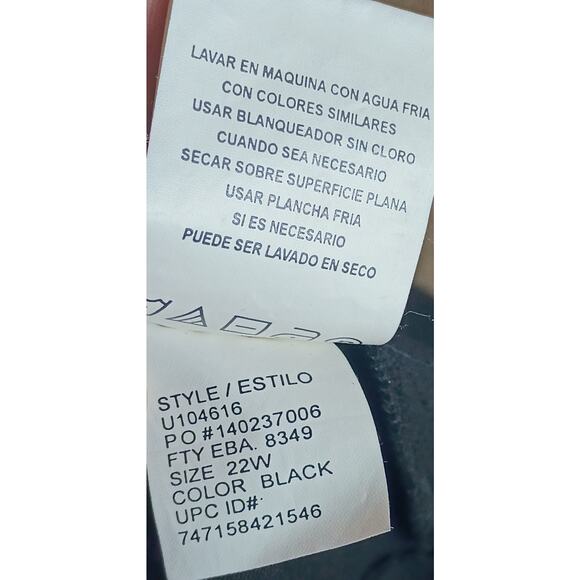 LAVAR EN MAQUINA CON AGUA FRIA
CON COLORES SIMILARES
USAR BLANQUEADOR SIN CLORO
CUANDO SEA NECESARIO
SECAR SOBRE SUPERFICIE PLANA
USAR PLANCHA FRIA
SI ES NECESARIO
PUEDE SER LAVADO EN SECO
STYLE / ESTILO
U104616
PO #140237006
FTY EBA. 8349
SIZE 22W
COLOR BLACK
UPC ID#:
747158421546